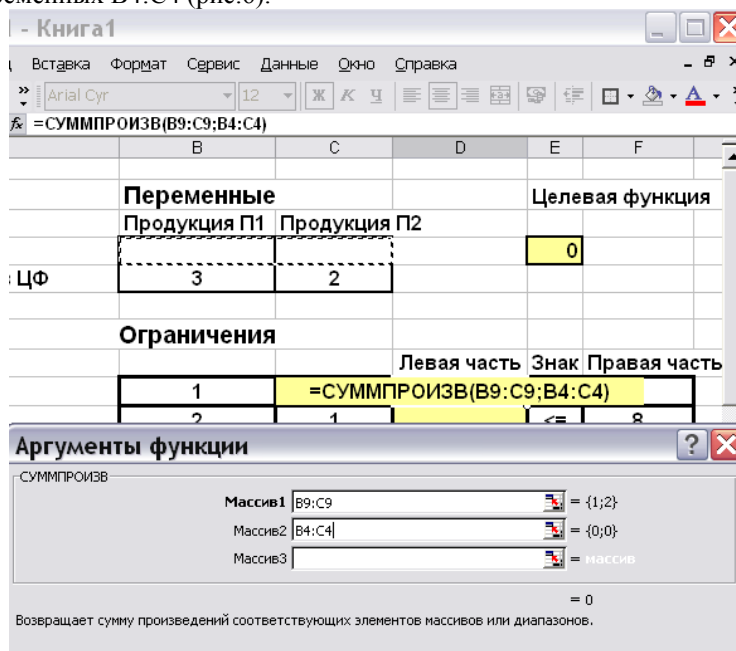 ременных B4:C4 (рис.6).
- Книга1
Вставка Формат Сервис Данные Окно Справка
Arial Cyr 12 Ж К Ч
fx =СУММПРОИЗВ(B9:C9;B4:C4)
B C D E F
Переменные Целевая функция
Продукция П1 Продукция П2
0
ЦФ 3 2
Ограничения
Левая часть Знак Правая часть
1 =СУММПРОИЗВ(B9:C9;B4:C4)
2 1 <= 8
Аргументы функции
СУММПРОИЗВ
Массив1 B9:C9 = {1;2}
Массив2 B4:C4 = {0;0}
Массив3 = массив
= 0
Возвращает сумму произведений соответствующих элементов массивов или диапазонов.